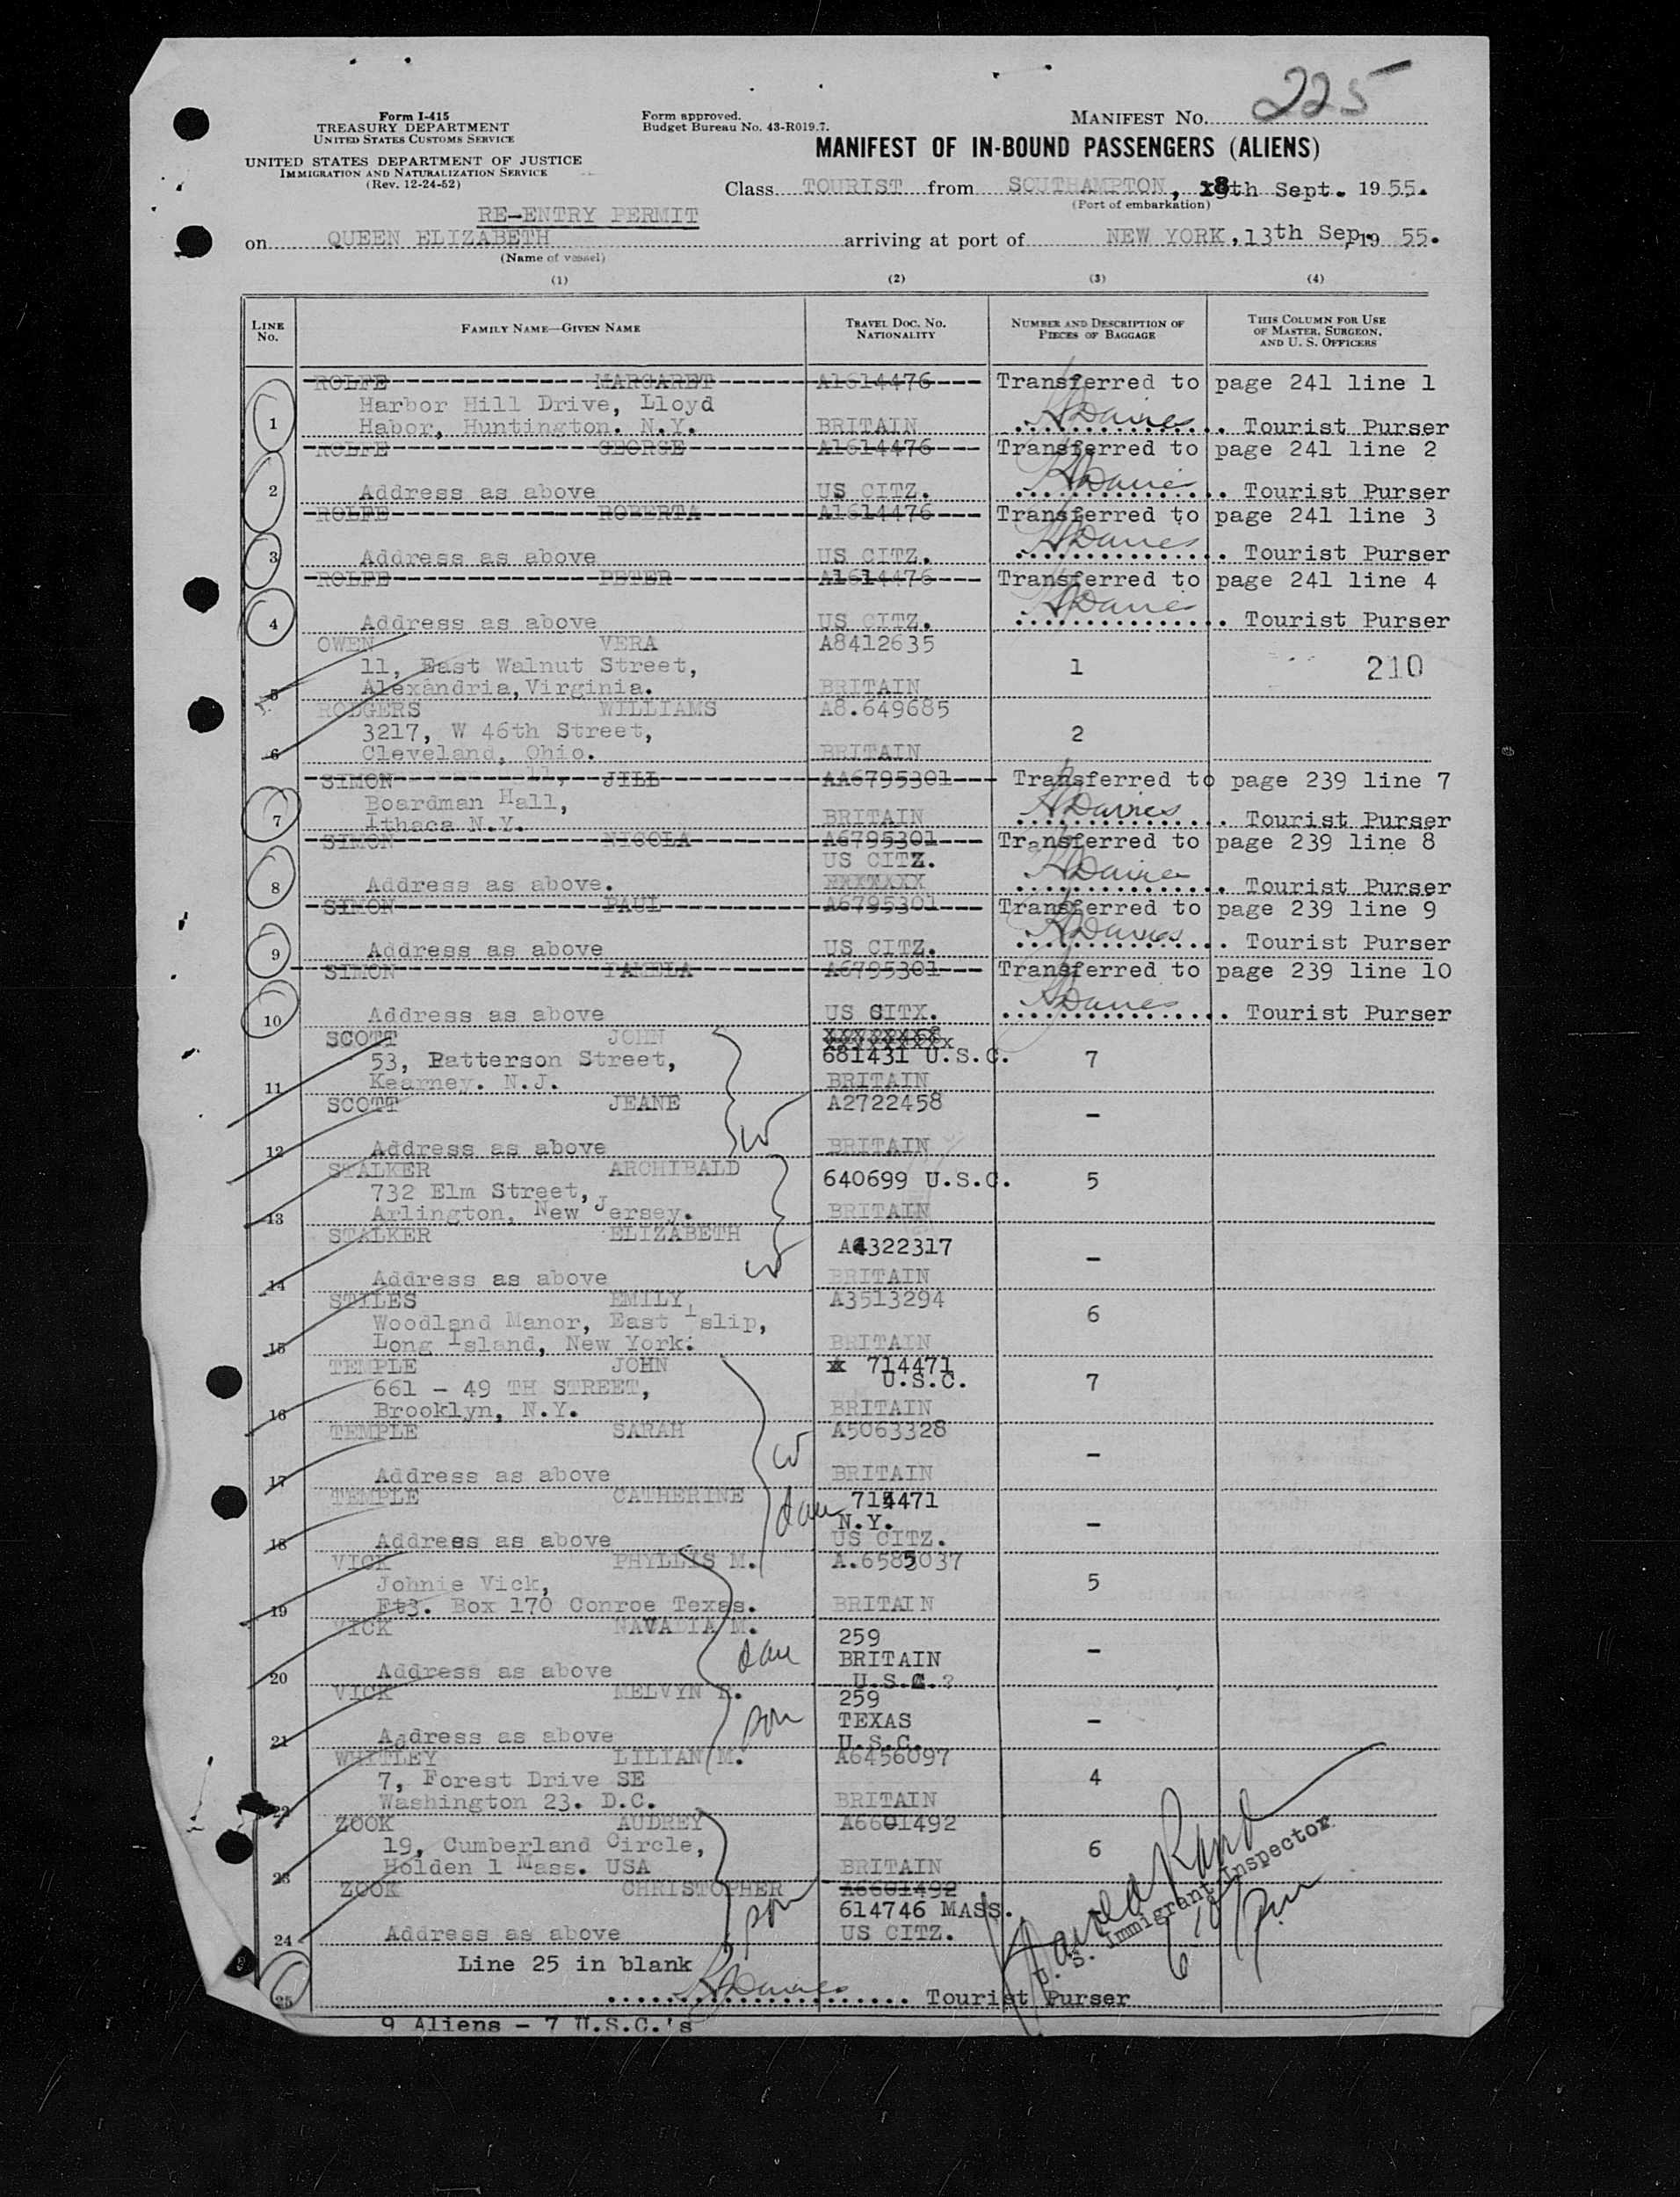 225
Form I-415
TREASURY DEPARTMENT
UNITED STATES CUSTOMS SERVICE
UNITED STATES DEPARTMENT OF JUSTICE
IMMIGRATION AND NATURALIZATION SERVICE
(Rev. 12-24-52)
Form approved.
Budget Bureau No. 43-R019.7.
MANIFEST NO.
MANIFEST OF IN-BOUND PASSENGERS (ALIENS)
Class TOURIST from SOUTHAMPTON, 8th Sept. 1955.
(Port of embarkation)
RE-ENTRY PERMIT
on QUEEN ELIZABETH arriving at port of NEW YORK, 13th Sep. 19 55.
(Name of vessel)
(1) (2) (3) (4)
LINE No. FAMILY NAME—GIVEN NAME TRAVEL DOC. NO. NATIONALITY NUMBER AND DESCRIPTION OF PIECES OF BAGGAGE THIS COLUMN FOR USE OF MASTER, SURGEON, AND U. S. OFFICERS
ROLFE MARGARET A1614476 Transferred to page 241 line 1
Harbor Hill Drive, Lloyd
1 Habor, Huntington. N.Y. BRITAIN Tourist Purser
ROLFE GEORGE A1614476 Transferred to page 241 line 2
2 Address as above US CITZ. Tourist Purser
ROLFE ROBERTA A1614476 Transferred to page 241 line 3
3 Address as above US CITZ. Tourist Purser
ROLFE PETER A1614476 Transferred to page 241 line 4
4 Address as above US CITZ. Tourist Purser
OWEN VERA A8412635
11, East Walnut Street, 1 210
5 Alexandria, Virginia. BRITAIN
RODGERS WILLIAMS A8.649685
3217, W 46th Street, 2
6 Cleveland, Ohio. BRITAIN
SIMON JILL AA6795301 Transferred to page 239 line 7
Boardman Hall,
7 Ithaca N.Y. BRITAIN Tourist Purser
SIMON NICOLA A6795301 Transferred to page 239 line 8
US CITZ.
8 Address as above. Tourist Purser
SIMON PAUL A6795301 Transferred to page 239 line 9
9 Address as above US CITZ. Tourist Purser
SIMON PAMELA A6795301 Transferred to page 239 line 10
10 Address as above US CITX. Tourist Purser
SCOTT JOHN
53, Patterson Street, 681431 U.S.C. 7
11 Kearney. N.J. BRITAIN
SCOTT JEANE A2722458 -
12 Address as above W BRITAIN
STALKER ARCHIBALD 640699 U.S.C. 5
732 Elm Street,
13 Arlington, New Jersey. BRITAIN
STALKER ELIZABETH A4322317 -
14 Address as above W BRITAIN
STILES EMILY A3513294
Woodland Manor, East Islip, 6
15 Long Island, New York. BRITAIN
TEMPLE JOHN x 714471
661 - 49 TH STREET, U.S.C. 7
16 Brooklyn, N.Y. BRITAIN
TEMPLE SARAH A5063328
W -
17 Address as above BRITAIN
TEMPLE CATHERINE 714471
dau N.Y. -
18 Address as above US CITZ.
VICK PHYLLIS M. A.6585037
Johnie Vick, 5
19 Rt3. Box 170 Conroe Texas. BRITAIN
VICK NAVADIA M. 259
dau BRITAIN -
20 Address as above U.S.C.?
VICK MELVYN R. 259
son TEXAS -
21 Address as above U.S.C.
WHITLEY LILIAN M. A6456097
7, Forest Drive SE 4
22 Washington 23. D.C. BRITAIN
ZOOK AUDREY A6601492
19, Cumberland Circle, 6
23 Holden 1 Mass. USA BRITAIN
ZOOK CHRISTOPHER A6601492
son 614746 MASS.
24 Address as above US CITZ.
U. S. Immigrant Inspector
Line 25 in blank
25 Tourist Purser
9 Aliens - 7 U.S.C.'s